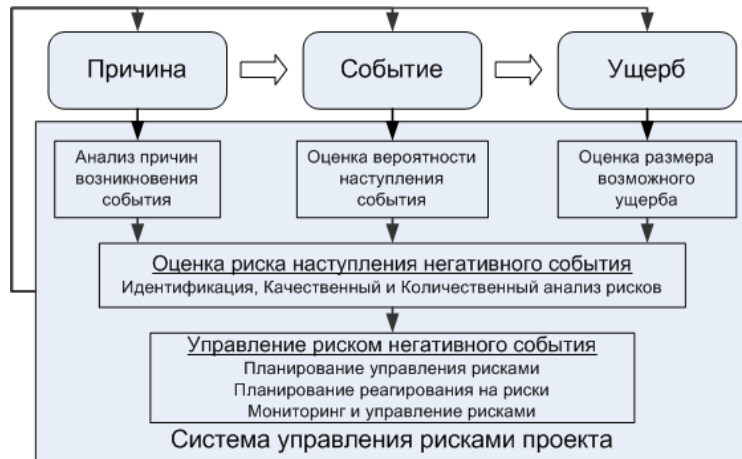 Причина
Событие
Ущерб
Анализ причин
возникновения
события
Оценка вероятности
наступления
события
Оценка размера
возможного
ущерба
Оценка риска наступления негативного события
Идентификация, Качественный и Количественный анализ рисков
Управление риском негативного события
Планирование управления рисками
Планирование реагирования на риски
Мониторинг и управление рисками
Система управления рисками проекта